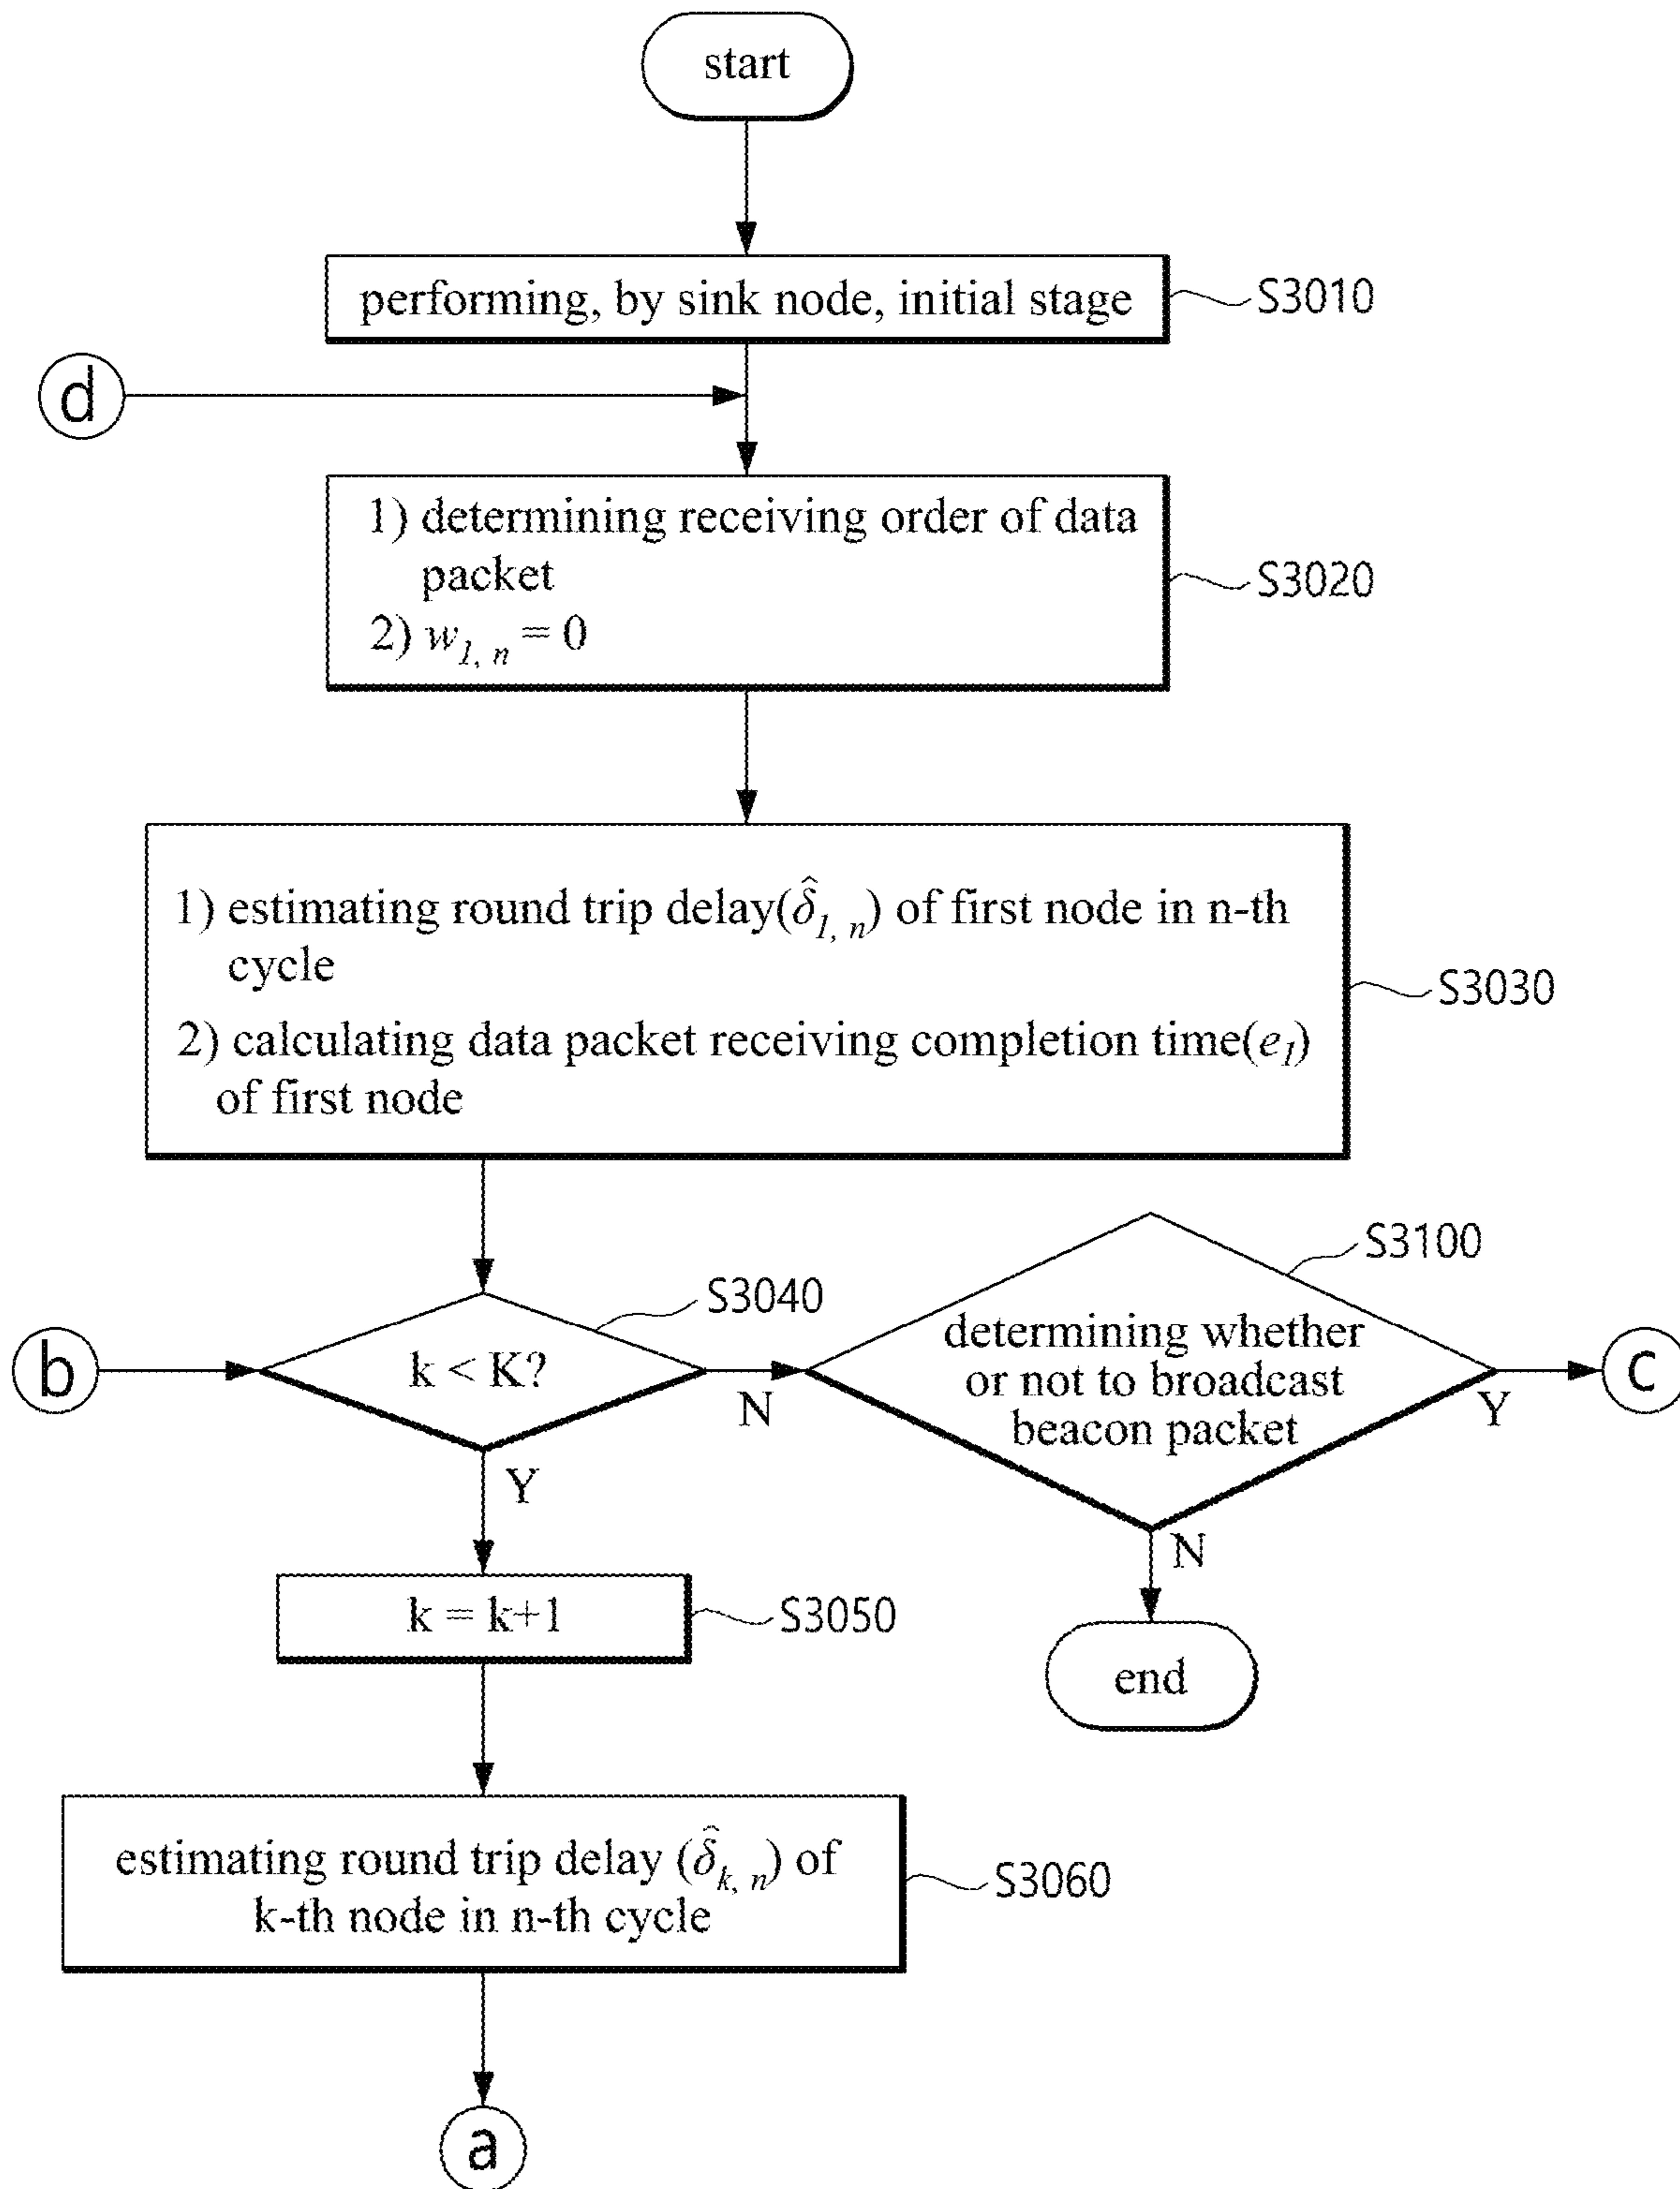 start
performing, by sink node, initial stage
S3010
d
1) determining receiving order of data
packet
2) w1, n = 0
S3020
1) estimating round trip delay(δ̂1, n) of first node in n-th
cycle
2) calculating data packet receiving completion time(e1)
of first node
S3030
S3100
S3040
b
k < K?
N
determining whether
or not to broadcast
beacon packet
Y
c
Y
N
k = k+1
S3050
end
estimating round trip delay (δ̂k, n) of
k-th node in n-th cycle
S3060
a